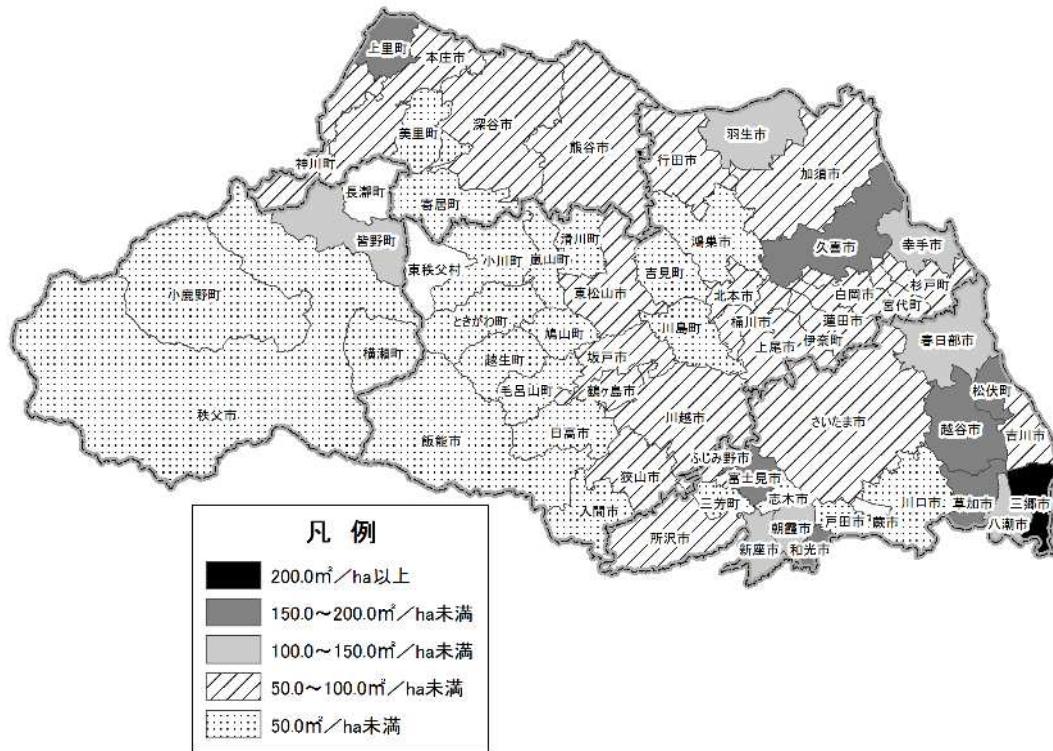 上里町
本庄市
美里町
深谷市
熊谷市
神川町
長瀞町
寄居町
皆野町
行田市
羽生市
加須市
久喜市
幸手市
鴻巣市
東秩父村
小川町
嵐山町
滑川町
吉見町
小鹿野町
東松山市
北本市
白岡市
杉戸町
宮代町
ときがわ町
鳩山町
川島町
桶川市
蓮田市
上尾市
伊奈町
春日部市
横瀬町
越生町
坂戸市
毛呂山町
鶴ヶ島市
松伏町
秩父市
飯能市
日高市
川越市
さいたま市
越谷市
吉川市
狭山市
ふじみ野市
富士見市
入間市
三芳町
志木市
川口市
草加市
三郷市
所沢市
朝霞市
戸田市
蕨市
八潮市
新座市
和光市
凡 例
200.0㎡/ha以上
150.0～200.0㎡/ha未満
100.0～150.0㎡/ha未満
50.0～100.0㎡/ha未満
50.0㎡/ha未満